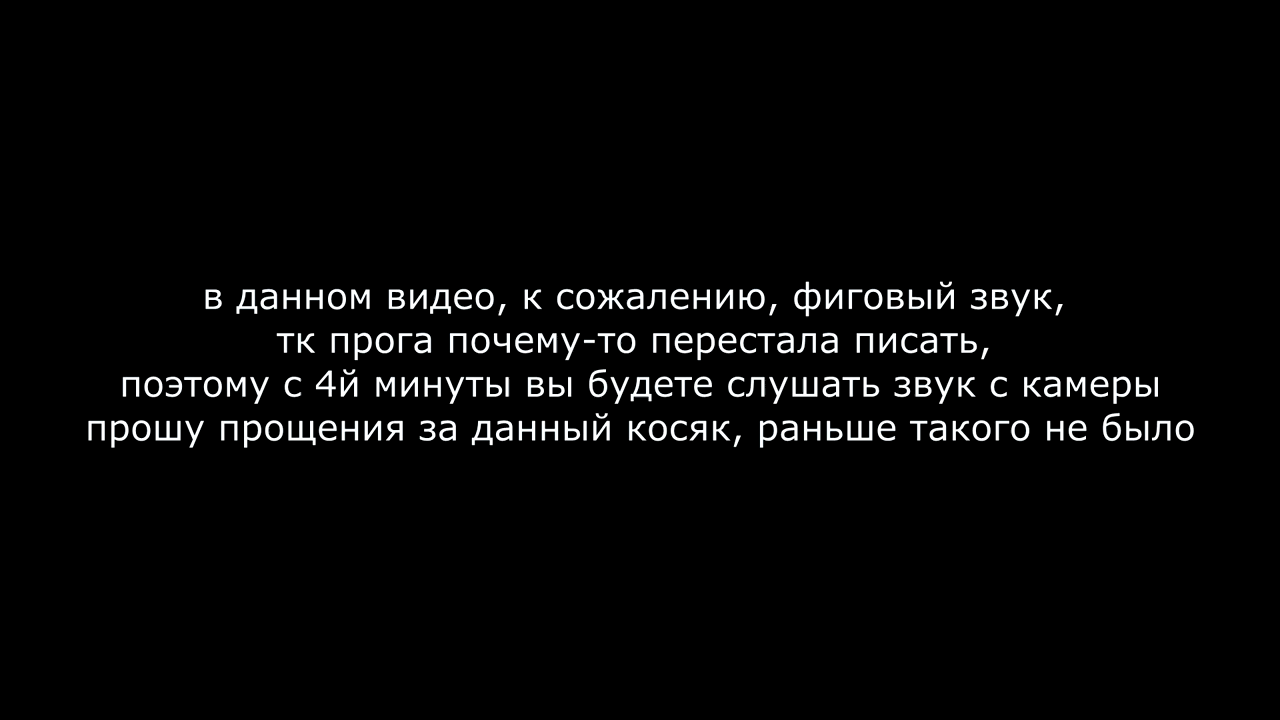 в данном видео, к сожалению, фиговый звук,
тк прога почему-то перестала писать,
поэтому с 4й минуты вы будете слушать звук с камеры
прошу прощения за данный косяк, раньше такого не было